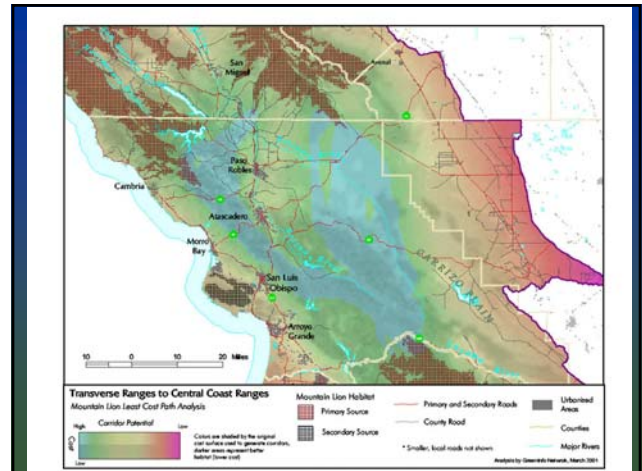 San
Miguel
Avenal
Paso
Robles
Cambria
Atascadero
Morro
Bay
San Luis
Obispo
CARRIZO PLAIN
Arroyo
Grande
10 0 10 20
Miles
Transverse Ranges to Central Coast Ranges
Mountain Lion Least Cost Path Analysis
Corridor Potential
High Low
Cost
Low
Colors are shaded by the original
cost surface used to generate corridors,
darker areas represent better
habitat (lower cost)
Mountain Lion Habitat
Primary Source
Secondary Source
Primary and Secondary Roads
County Road
* Smaller, local roads not shown
Urbanized
Areas
Counties
Major Rivers
Analysis by GreenInfo Network, March 2001